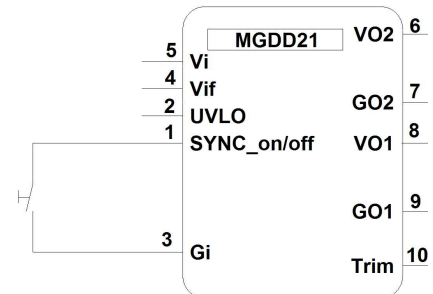 MGDD21
5 Vi
4 Vif
2 UVLO
1 SYNC_on/off
3 Gi
VO2 6
GO2 7
VO1 8
GO1 9
Trim 10